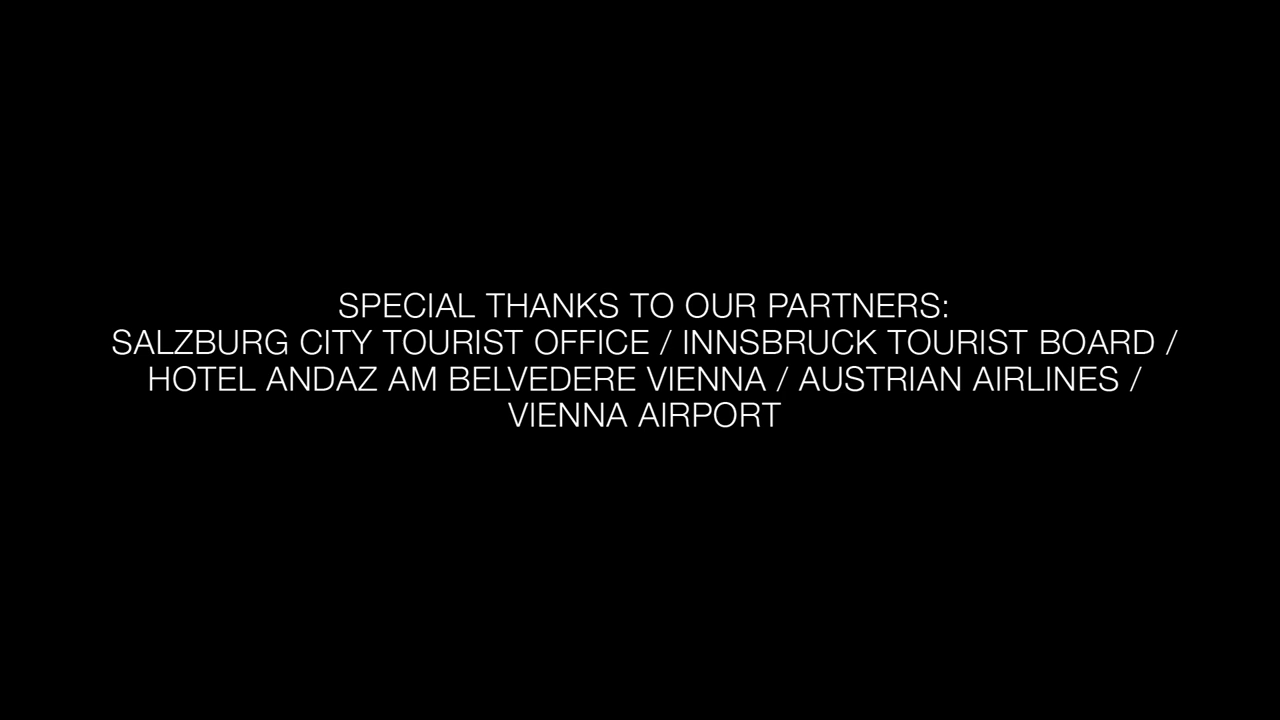 SPECIAL THANKS TO OUR PARTNERS:
SALZBURG CITY TOURIST OFFICE / INNSBRUCK TOURIST BOARD /
HOTEL ANDAZ AM BELVEDERE VIENNA / AUSTRIAN AIRLINES /
VIENNA AIRPORT